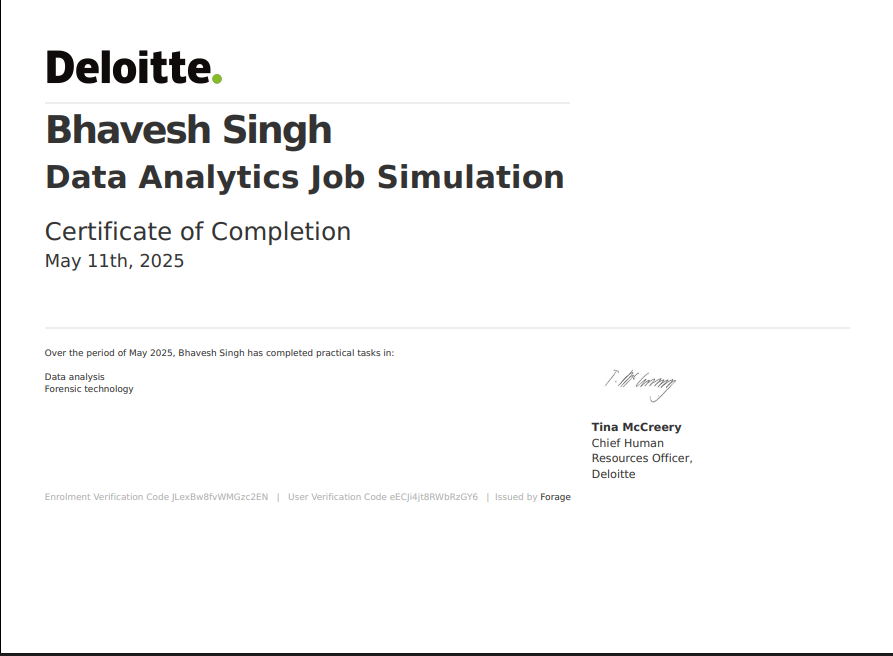 Deloitte.
Bhavesh Singh
Data Analytics Job Simulation
Certificate of Completion
May 11th, 2025
Over the period of May 2025, Bhavesh Singh has completed practical tasks in:
Data analysis
Forensic technology
T. McCreery
Tina McCreery
Chief Human
Resources Officer,
Deloitte
Enrolment Verification Code JLexBw8fvWMGzc2EN | User Verification Code eECJi4jt8RWbRzGY6 | Issued by Forage